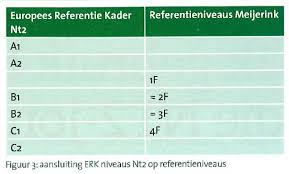 Europees Referentie Kader Referentieniveaus Meijerink
Nt2
A1
A2
1F
B1 = 2F
B2 = 3F
C1 4F
C2
Figuur 3: aansluiting ERK niveaus Nt2 op referentieniveaus